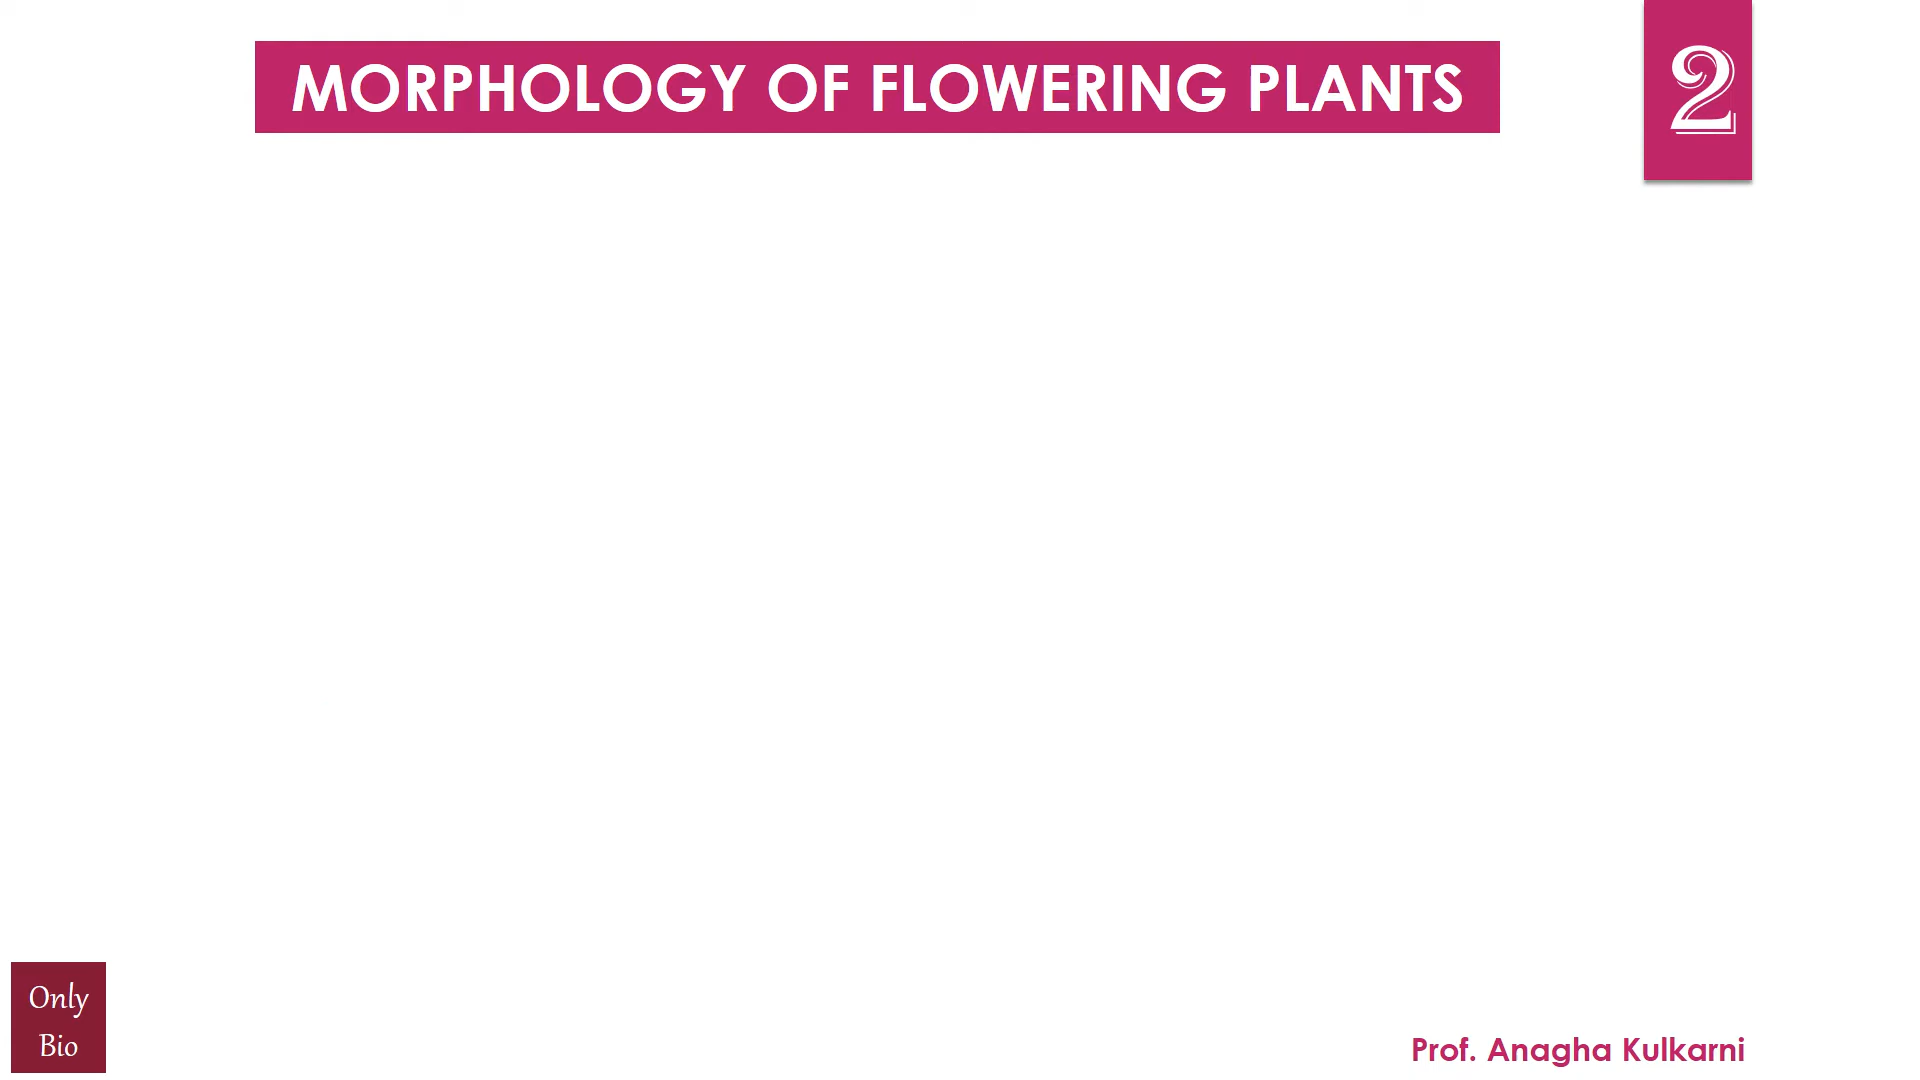 MORPHOLOGY OF FLOWERING PLANTS
2
Only
Bio
Prof. Anagha Kulkarni